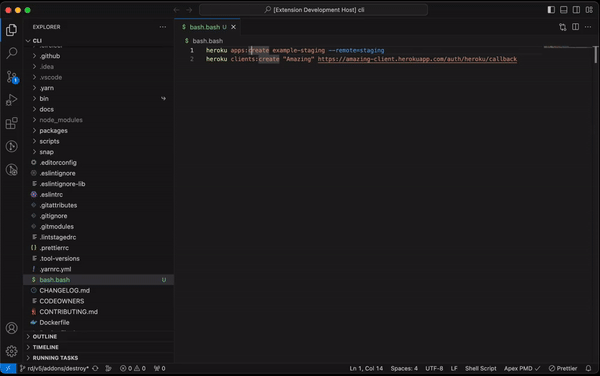 [Extension Development Host] cli
EXPLORER
bash.bash U
bash.bash
CLI
.github
.idea
.vscode
.yarn
bin
docs
node_modules
packages
scripts
snap
.editorconfig
.eslintignore
.eslintignore-lib
.eslintrc
.gitattributes
.gitignore
.gitmodules
.lintstagedrc
.prettierrc
.tool-versions
.yarnrc.yml
bash.bash U
CHANGELOG.md
CODEOWNERS
CONTRIBUTING.md
Dockerfile
OUTLINE
TIMELINE
RUNNING TASKS
1 heroku apps:create example-staging --remote=staging
2 heroku clients:create "Amazing" https://amazing-client.herokuapp.com/auth/heroku/callback
rd/v5/addons/destroy* 0 0 0 Ln 1, Col 14 Spaces: 4 UTF-8 LF Shell Script Apex PMD Prettier